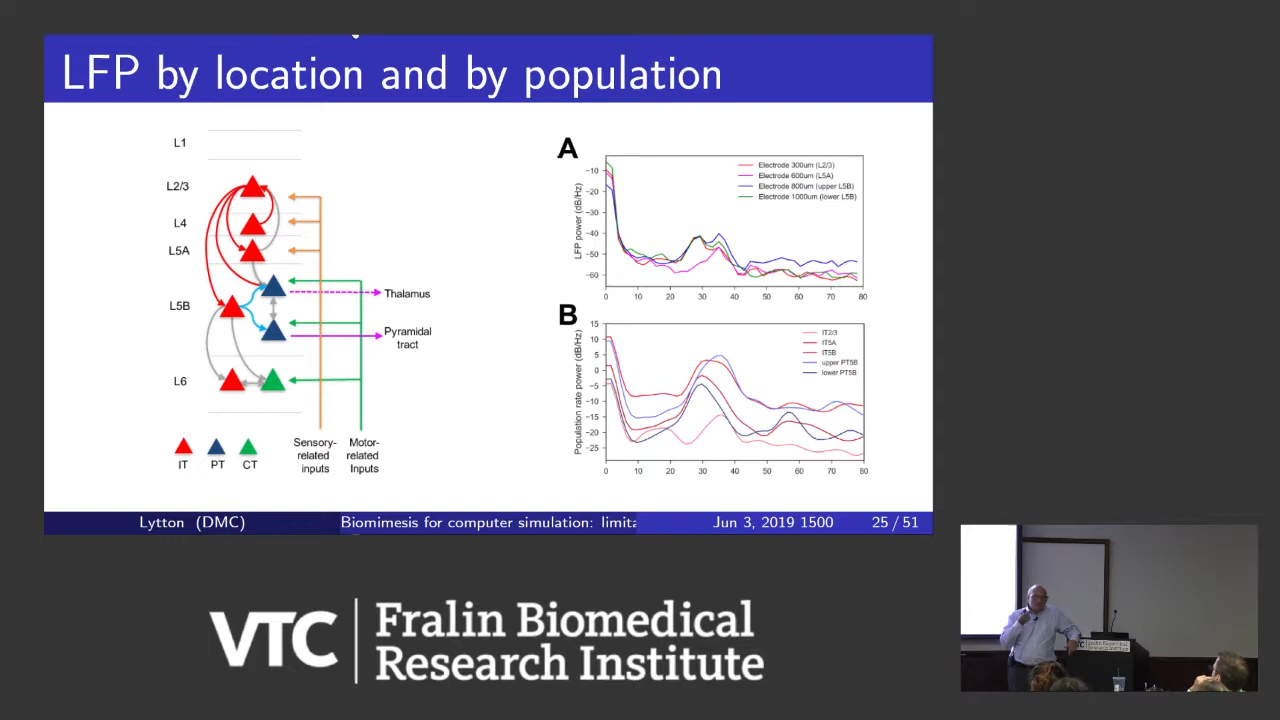 LFP by location and by population
L1
L2/3
L4
L5A
L5B
L6
Thalamus
Pyramidal
tract
IT
PT
CT
Sensory-
related
inputs
Motor-
related
Inputs
A
LFP power (dB/Hz)
−10
−20
−30
−40
−50
−60
0 10 20 30 40 50 60 70 80
Electrode 300um (L2/3)
Electrode 600um (L5A)
Electrode 800um (upper L5B)
Electrode 1000um (lower L5B)
B
Population rate power (dB/Hz)
15
10
5
0
−5
−10
−15
−20
−25
0 10 20 30 40 50 60 70 80
IT2/3
IT5A
IT5B
upper PT5B
lower PT5B
Lytton (DMC)
Biomimesis for computer simulation: limita
Jun 3, 2019 1500
25 / 51
VTC
Fralin Biomedical
Research Institute